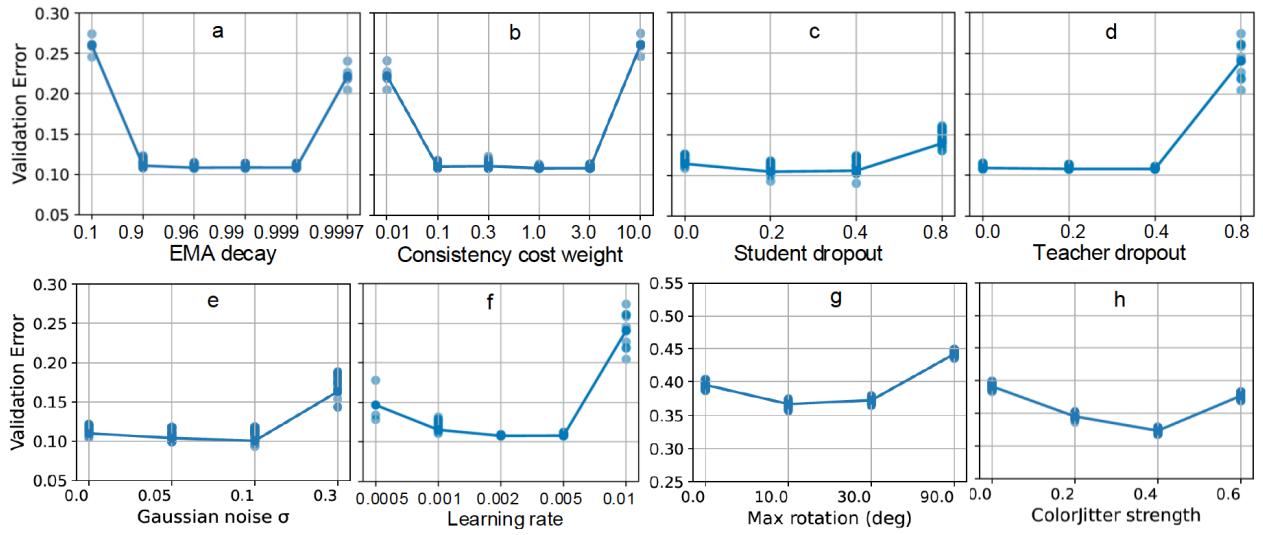 a b c d
Validation Error
0.30
0.25
0.20
0.15
0.10
0.05
0.1 0.9 0.96 0.99 0.999 0.9997
EMA decay
0.01 0.1 0.3 1.0 3.0 10.0
Consistency cost weight
0.0 0.2 0.4 0.8
Student dropout
0.0 0.2 0.4 0.8
Teacher dropout
e f g h
Validation Error
0.30
0.25
0.20
0.15
0.10
0.05
0.0 0.05 0.1 0.3
Gaussian noise σ
0.0005 0.001 0.002 0.005 0.01
Learning rate
0.55
0.50
0.45
0.40
0.35
0.30
0.25
0.0 10.0 30.0 90.0
Max rotation (deg)
0.0 0.2 0.4 0.6
ColorJitter strength